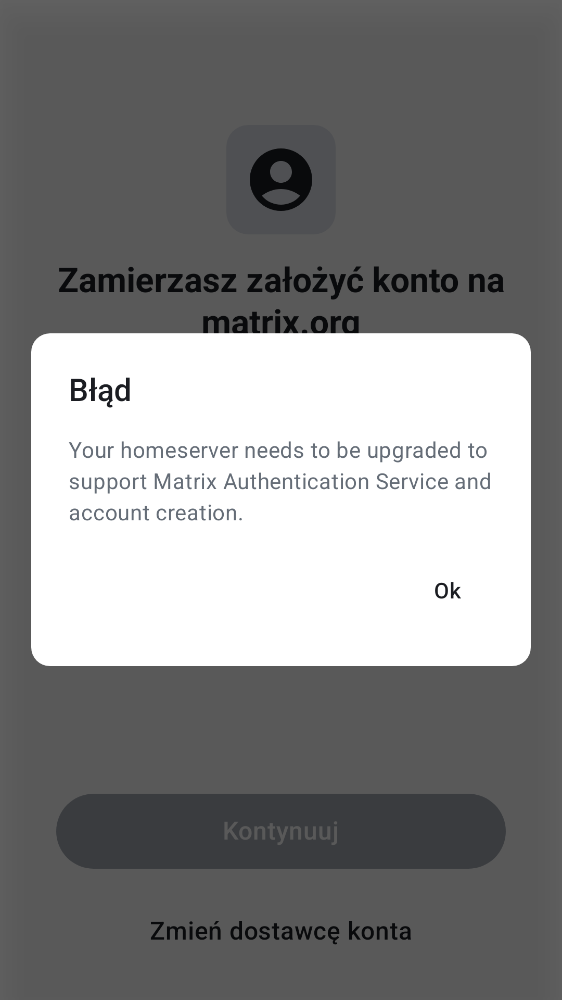 Zamierzasz założyć konto na
matrix.org
Błąd
Your homeserver needs to be upgraded to
support Matrix Authentication Service and
account creation.
Ok
Kontynuuj
Zmień dostawcę konta